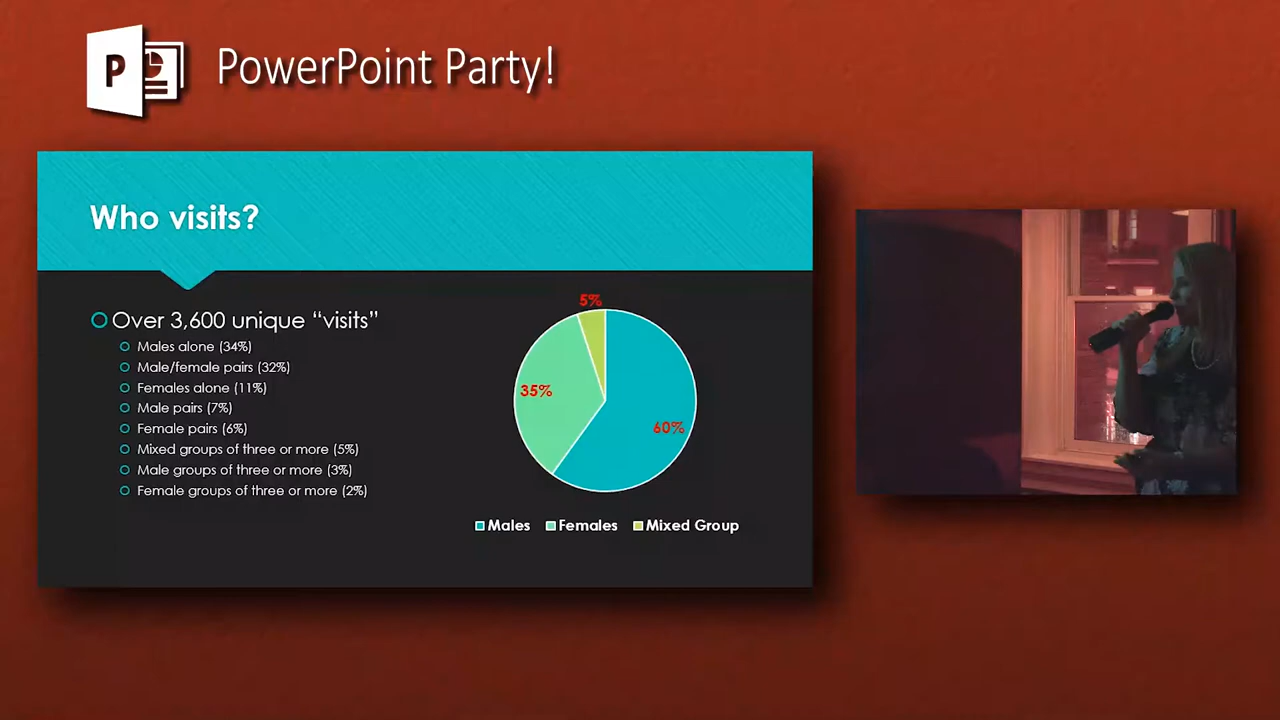 P
PowerPoint Party!
Who visits?
Over 3,600 unique “visits”
Males alone (34%)
Male/female pairs (32%)
Females alone (11%)
Male pairs (7%)
Female pairs (6%)
Mixed groups of three or more (5%)
Male groups of three or more (3%)
Female groups of three or more (2%)
5%
35%
60%
Males Females Mixed Group